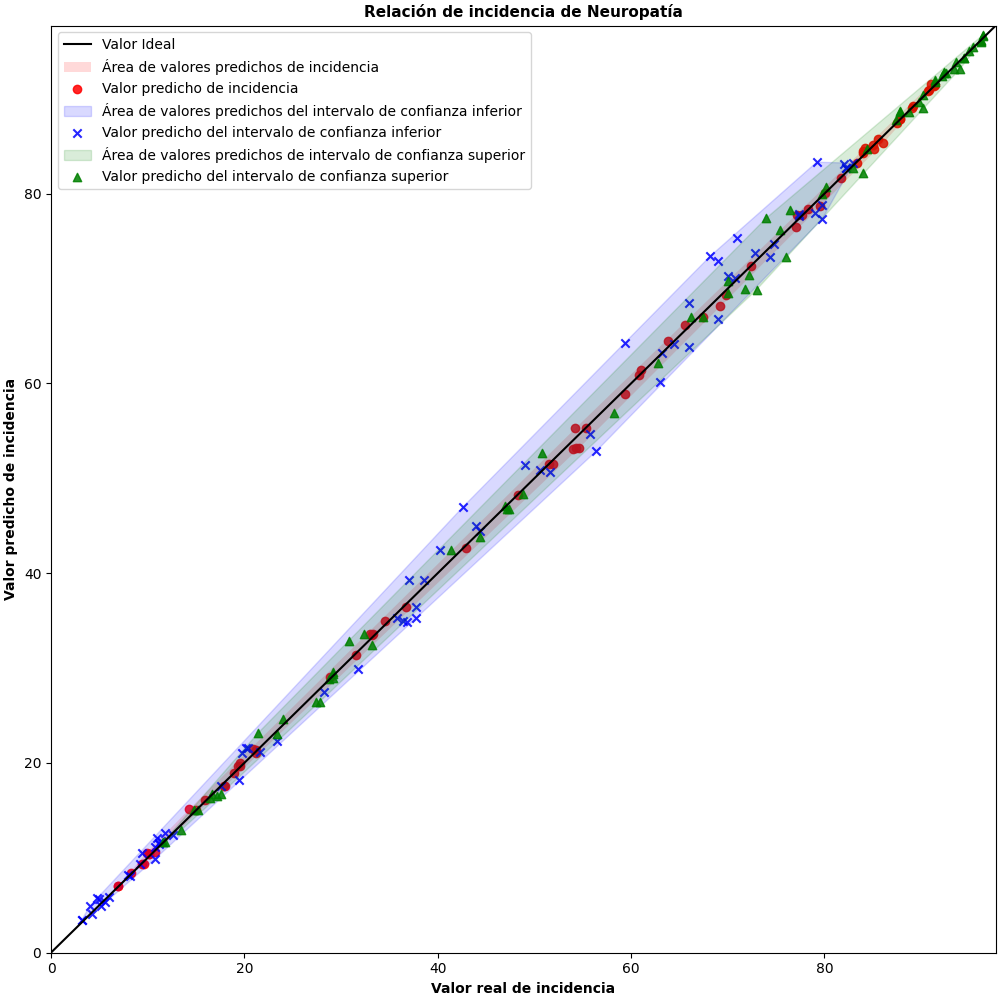 Relación de incidencia de Neuropatía
Valor Ideal
Área de valores predichos de incidencia
Valor predicho de incidencia
Área de valores predichos del intervalo de confianza inferior
Valor predicho del intervalo de confianza inferior
Área de valores predichos de intervalo de confianza superior
Valor predicho del intervalo de confianza superior
Valor predicho de incidencia
80
60
40
20
0
0 20 40 60 80
Valor real de incidencia